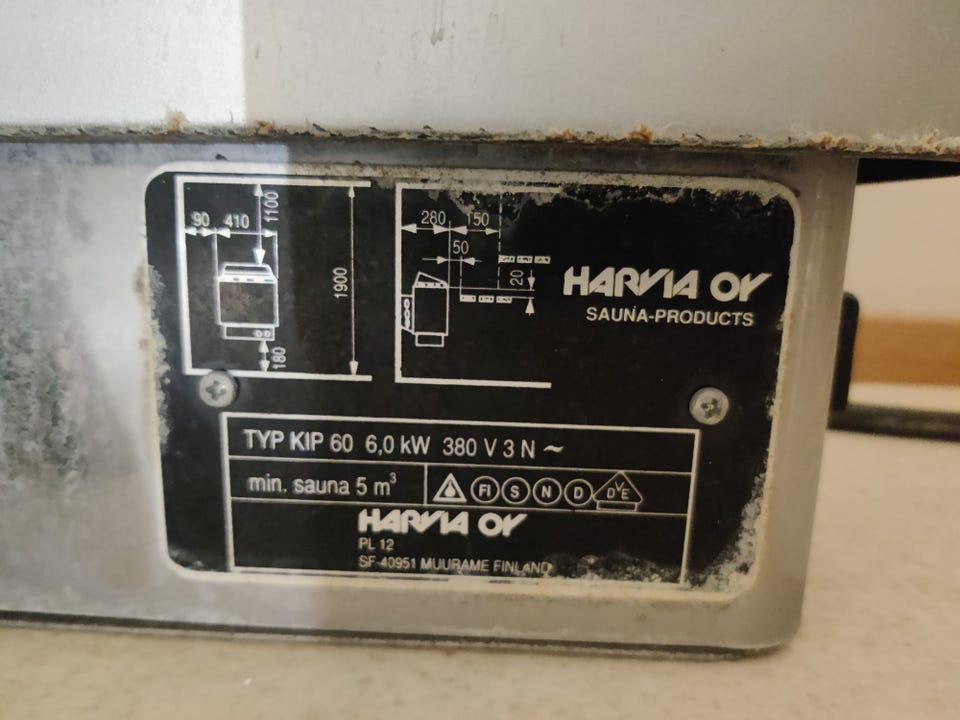 90 410 1100
1900
180
280 150
50
20
HARVIA OY
SAUNA-PRODUCTS
TYP KIP 60 6,0 kW 380 V 3 N ~
min. sauna 5 m³ FI S N D DVE
HARVIA OY
PL 12
SF-40951 MUURAME FINLAND